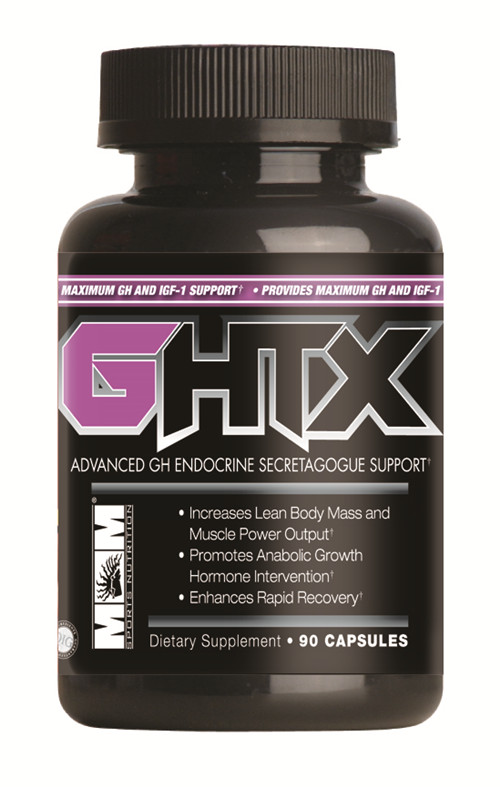 MAXIMUM GH AND IGF-1 SUPPORT† • PROVIDES MAXIMUM GH AND IGF-1
GHTX
ADVANCED GH ENDOCRINE SECRETAGOGUE SUPPORT†
• Increases Lean Body Mass and
Muscle Power Output†
• Promotes Anabolic Growth
Hormone Intervention†
• Enhances Rapid Recovery†
M M®
SPORTS NUTRITION
Dietary Supplement • 90 CAPSULES